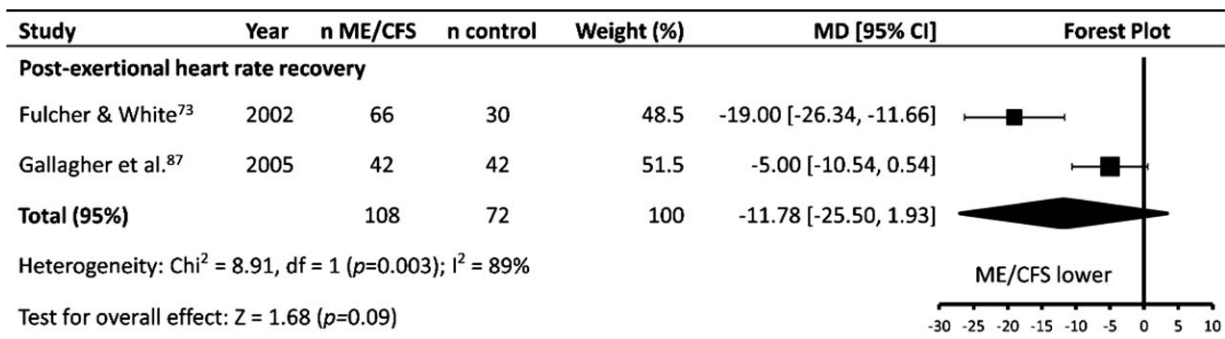 Study Year n ME/CFS n control Weight (%) MD [95% CI] Forest Plot
Post-exertional heart rate recovery
Fulcher & White⁷³ 2002 66 30 48.5 -19.00 [-26.34, -11.66]
Gallagher et al.⁸⁷ 2005 42 42 51.5 -5.00 [-10.54, 0.54]
Total (95%) 108 72 100 -11.78 [-25.50, 1.93]
Heterogeneity: Chi² = 8.91, df = 1 (p=0.003); I² = 89%
ME/CFS lower
Test for overall effect: Z = 1.68 (p=0.09)
-30 -25 -20 -15 -10 -5 0 5 10